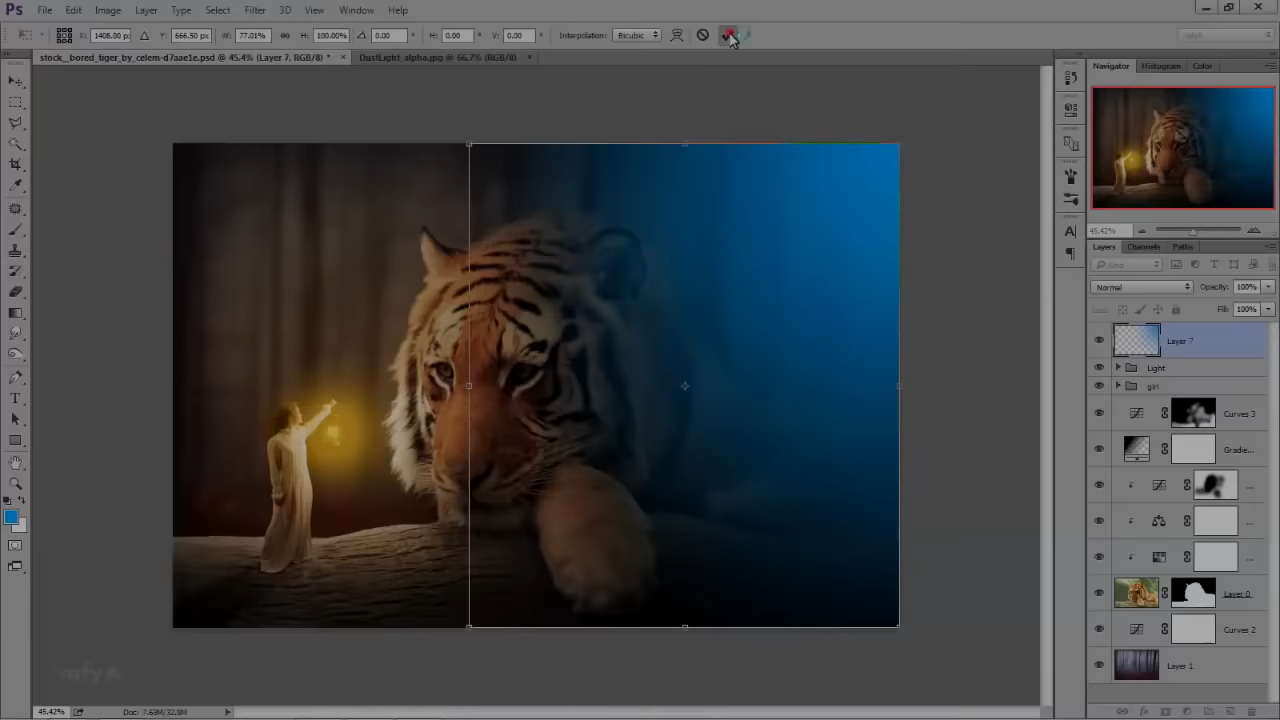 Ps File Edit Image Layer Type Select Filter 3D View Window Help
X: 1408.00 px Y: 666.50 px W: 77.01% H: 100.00% 0.00 ° H: 0.00 ° V: 0.00 ° Interpolation: Bicubic
stock__bored_tiger_by_celem-d7aae1e.psd @ 45.4% (Layer 7, RGB/8) * × DustLight_alpha.jpg @ 66.7% (RGB/8) ×
Navigator Histogram Color
45.42%
Layers Channels Paths
Kind
Normal Opacity: 100%
Lock: Fill: 100%
Layer 7
Light
girl
Curves 3
Gradie...
...
...
...
Layer 0
Curves 2
Layer 1
45.42% Doc: 7.63M/32.8M